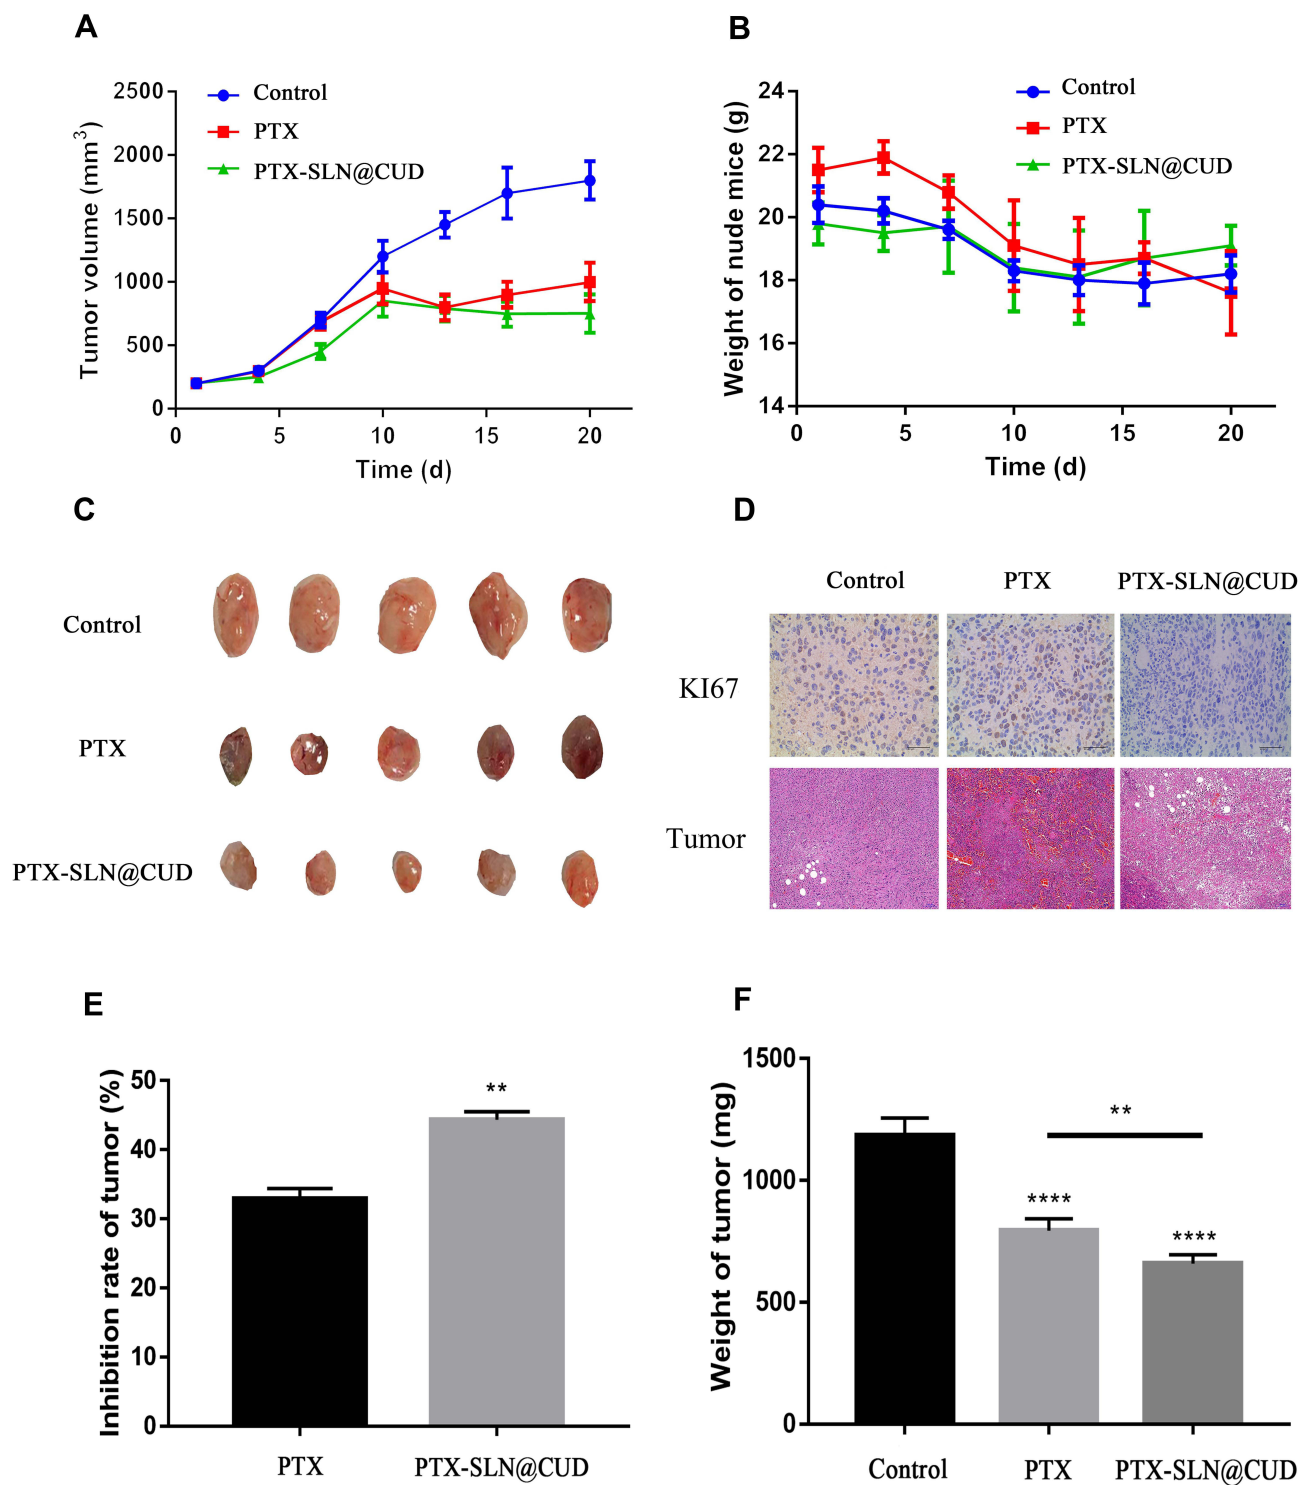 A
Tumor volume (mm3)
2500
2000
1500
1000
500
0
Control
PTX
PTX-SLN@CUD
0 5 10 15 20
Time (d)
B
Weight of nude mice (g)
24
22
20
18
16
14
Control
PTX
PTX-SLN@CUD
0 5 10 15 20
Time (d)
C
Control
PTX
PTX-SLN@CUD
D
Control PTX PTX-SLN@CUD
KI67
Tumor
E
Inhibition rate of tumor (%)
50
40
30
20
10
0
**
PTX PTX-SLN@CUD
F
Weight of tumor (mg)
1500
1000
500
0
**
****
****
Control PTX PTX-SLN@CUD